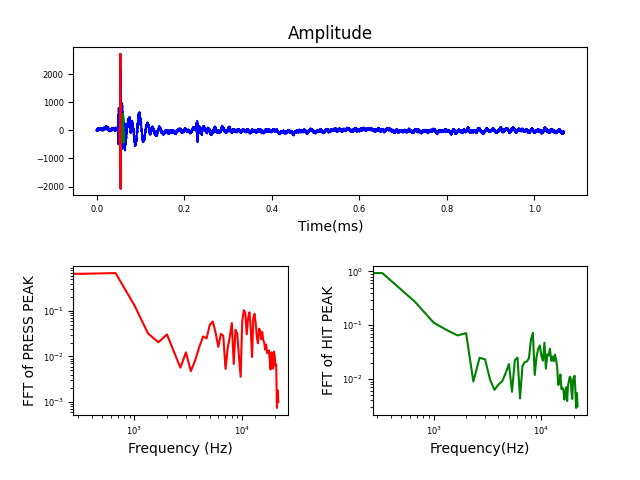 Amplitude
2000
1000
0
−1000
−2000
0.0 0.2 0.4 0.6 0.8 1.0
Time(ms)
FFT of PRESS PEAK
10⁻¹
10⁻²
10⁻³
10³ 10⁴
Frequency (Hz)
FFT of HIT PEAK
10⁰
10⁻¹
10⁻²
10³ 10⁴
Frequency(Hz)